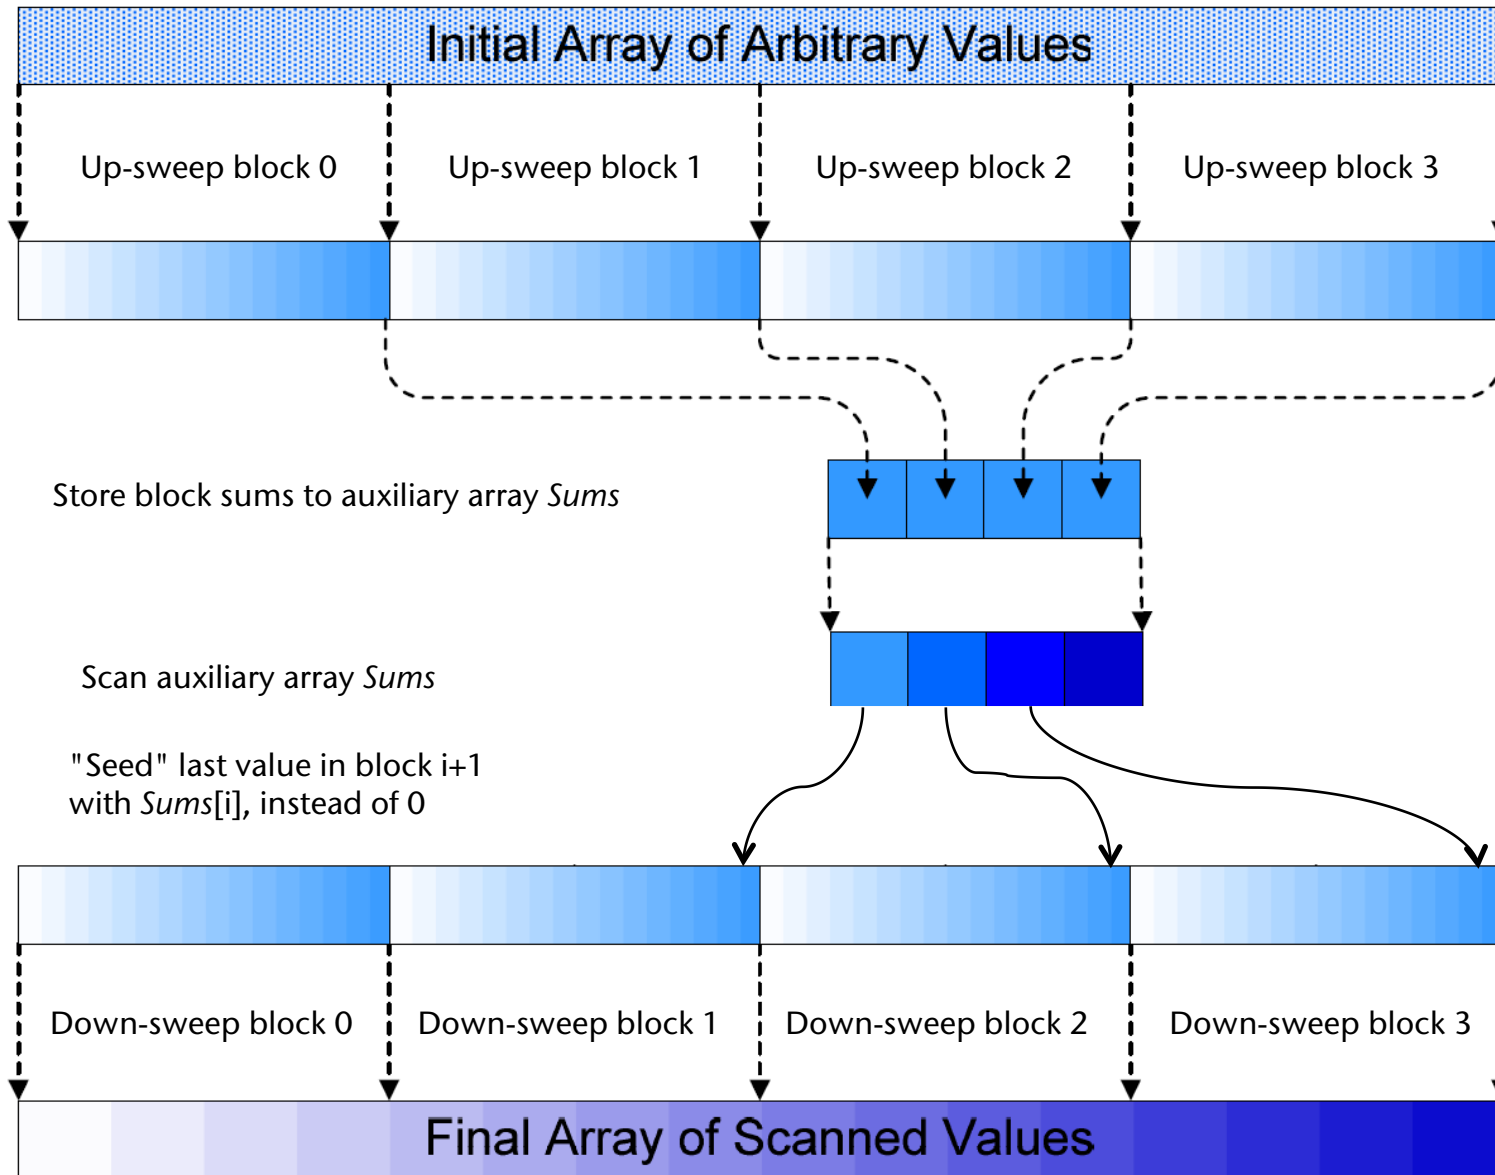 Initial Array of Arbitrary Values
Up-sweep block 0
Up-sweep block 1
Up-sweep block 2
Up-sweep block 3
Store block sums to auxiliary array Sums
Scan auxiliary array Sums
"Seed" last value in block i+1
with Sums[i], instead of 0
Down-sweep block 0
Down-sweep block 1
Down-sweep block 2
Down-sweep block 3
Final Array of Scanned Values